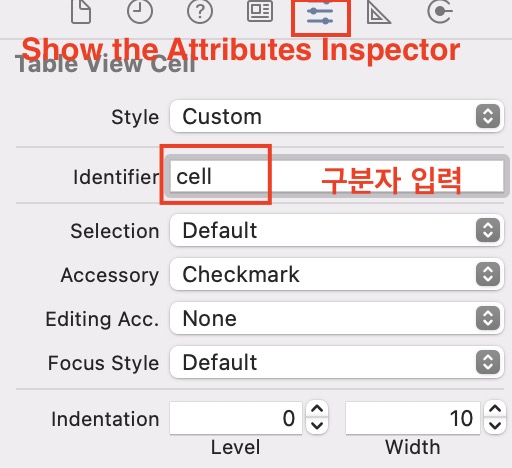 Show the Attributes Inspector
Table View Cell
Style Custom
Identifier cell 구분자 입력
Selection Default
Accessory Checkmark
Editing Acc. None
Focus Style Default
Indentation 0 10
Level Width